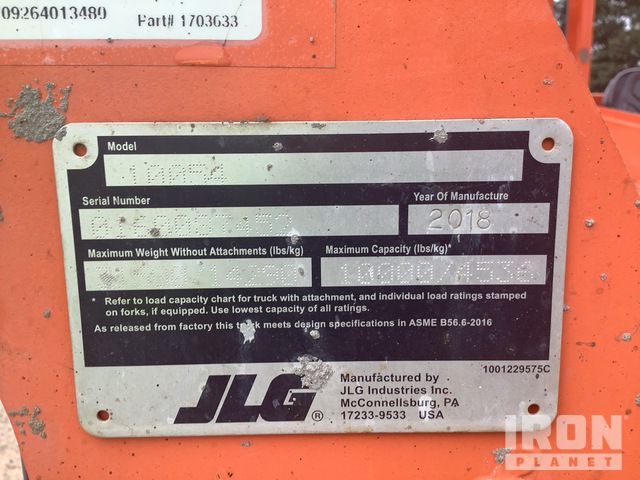 09264013489
Part# 1703633
Model
Serial Number
Year Of Manufacture
2018
Maximum Weight Without Attachments (lbs/kg)
Maximum Capacity (lbs/kg)*
10000/4536
* Refer to load capacity chart for truck with attachment, and individual load ratings stamped
on forks, if equipped. Use lowest capacity of all ratings.
As released from factory this truck meets design specifications in ASME B56.6-2016
1001229575C
JLG®
Manufactured by
JLG Industries Inc.
McConnellsburg, PA
17233-9533 USA
IRON
PLANET